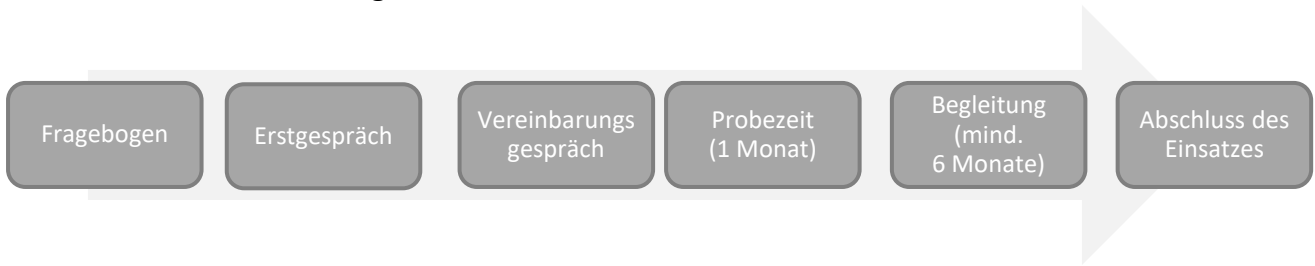 Fragebogen
Erstgespräch
Vereinbarungs
gespräch
Probezeit
(1 Monat)
Begleitung
(mind.
6 Monate)
Abschluss des
Einsatzes